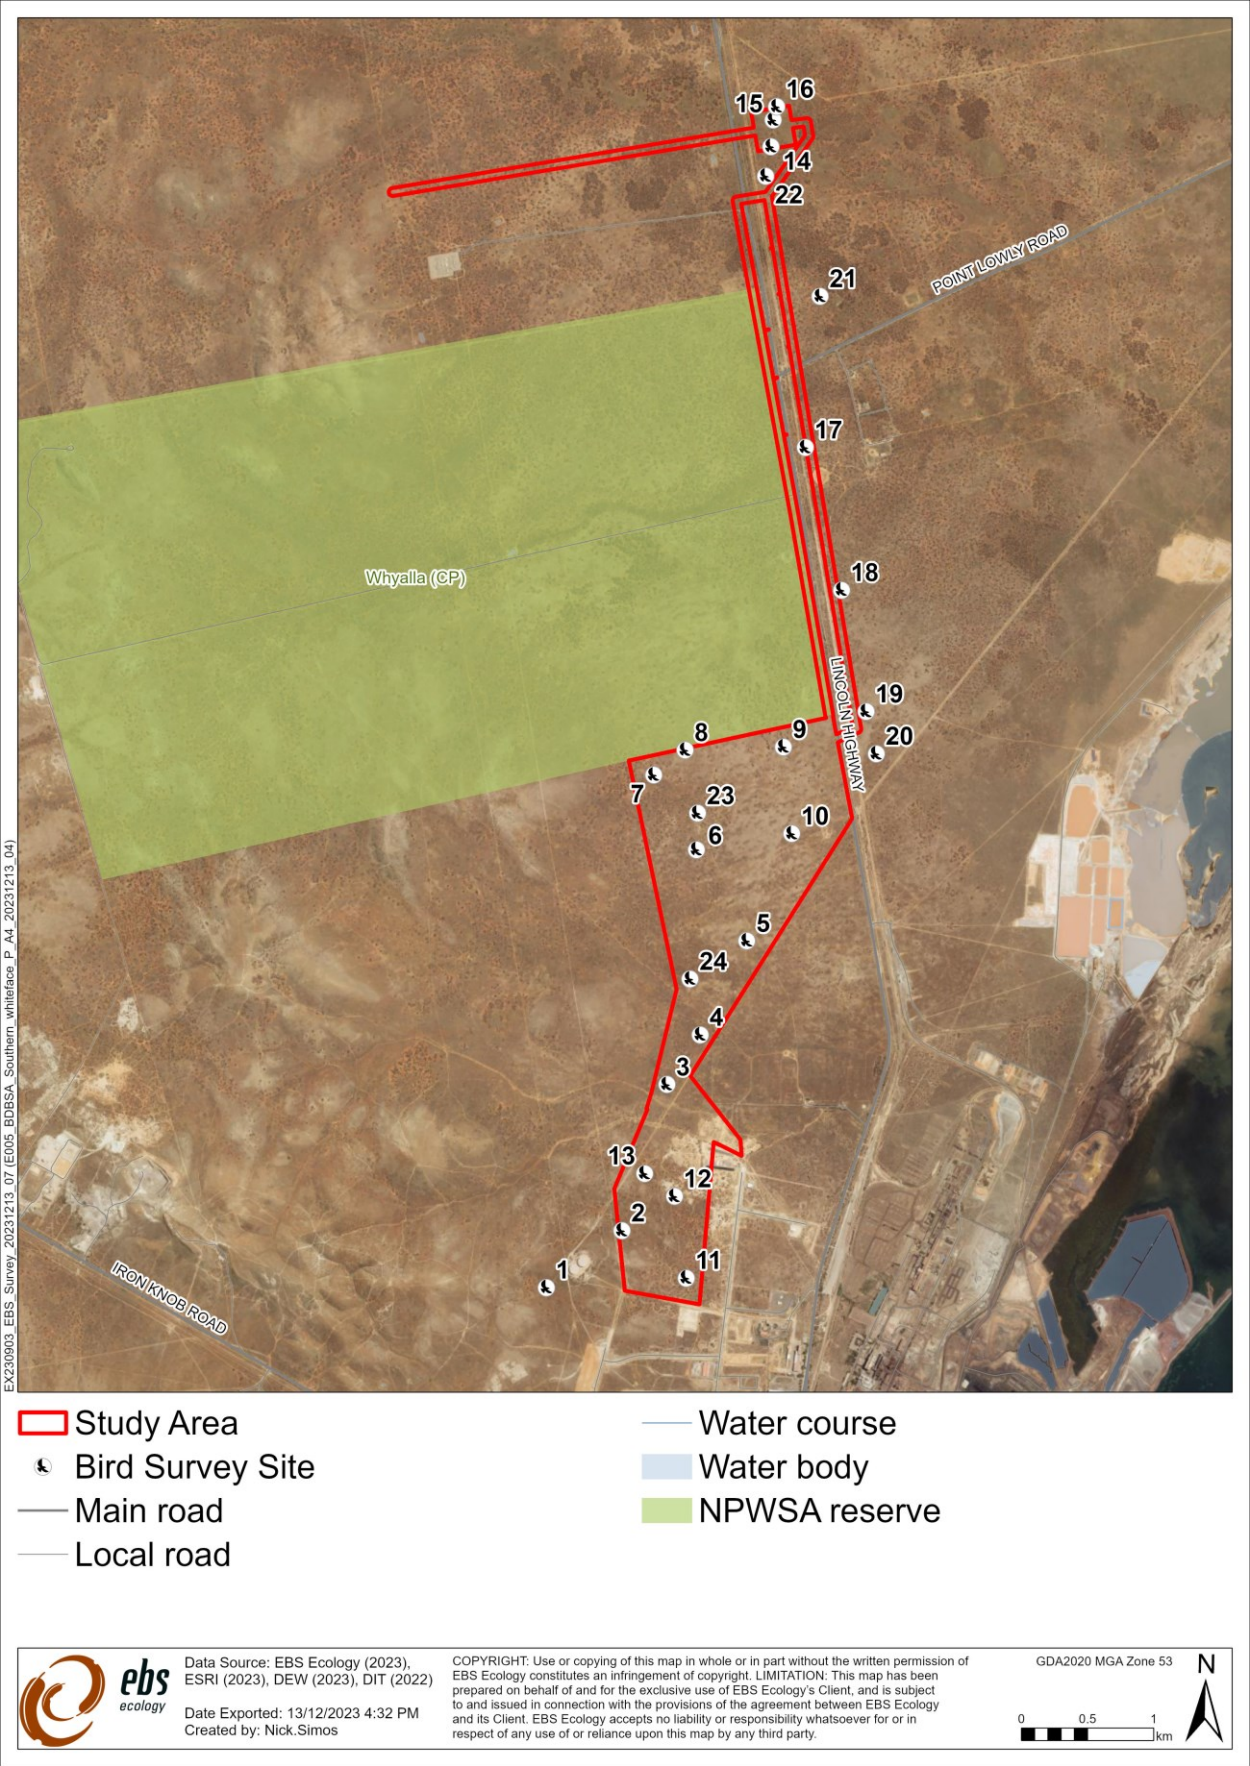 16
15
14
22
POINT LOWLY ROAD
21
17
Whyalla (CP)
18
LINCOLN HIGHWAY
19
20
8
9
7
23
10
6
5
24
4
3
13
12
2
11
1
IRON KNOB ROAD
EX230903_EBS_Survey_20231213_07 (E005_BDBSA_Southern_whiteface_P_A4_20231213_04)
Study Area
Bird Survey Site
Main road
Local road
Water course
Water body
NPWSA reserve
ebs
ecology
Data Source: EBS Ecology (2023),
ESRI (2023), DEW (2023), DIT (2022)
Date Exported: 13/12/2023 4:32 PM
Created by: Nick.Simos
COPYRIGHT: Use or copying of this map in whole or in part without the written permission of
EBS Ecology constitutes an infringement of copyright. LIMITATION: This map has been
prepared on behalf of and for the exclusive use of EBS Ecology's Client, and is subject
to and issued in connection with the provisions of the agreement between EBS Ecology
and its Client. EBS Ecology accepts no liability or responsibility whatsoever for or in
respect of any use of or reliance upon this map by any third party.
GDA2020 MGA Zone 53
N
0 0.5 1
km